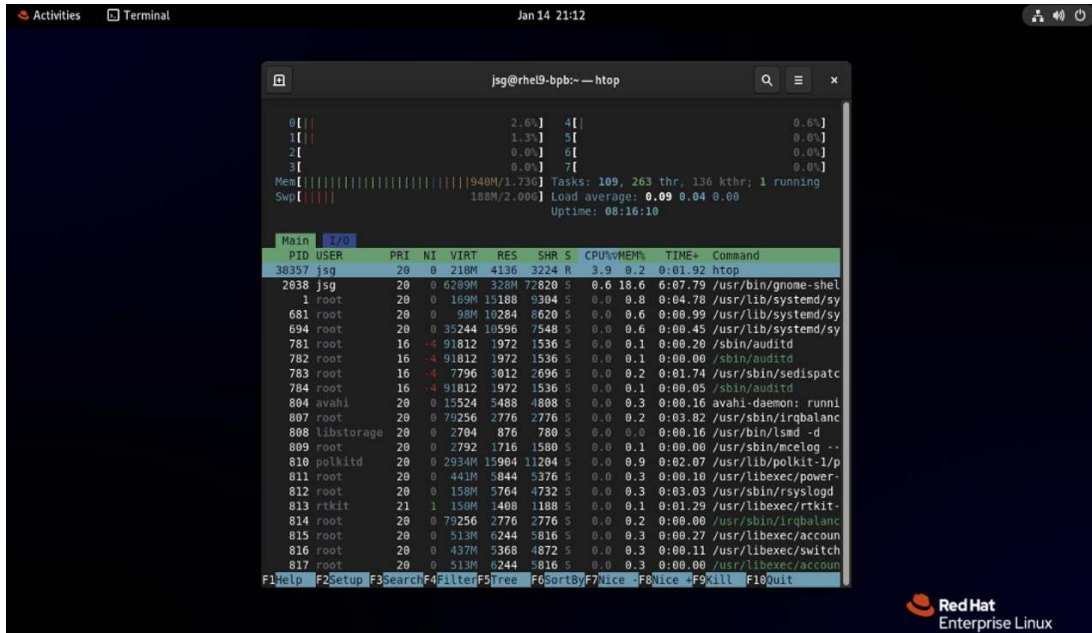 Activities Terminal Jan 14 21:12
jsg@rhel9-bpb:~ — htop
0[|| 2.6%] 4[| 0.6%]
1[|| 1.3%] 5[ 0.0%]
2[ 0.0%] 6[ 0.0%]
3[ 0.0%] 7[ 0.0%]
Mem[||||||||||||||||||||||||940M/1.73G] Tasks: 109, 263 thr, 136 kthr; 1 running
Swp[||||| 188M/2.00G] Load average: 0.09 0.04 0.00
Uptime: 08:16:10
Main I/O
PID USER PRI NI VIRT RES SHR S CPU%▽MEM% TIME+ Command
38357 jsg 20 0 218M 4136 3224 R 3.9 0.2 0:01.92 htop
2038 jsg 20 0 6209M 328M 72820 S 0.6 18.6 6:07.79 /usr/bin/gnome-shel
1 root 20 0 169M 15188 9304 S 0.0 0.8 0:04.78 /usr/lib/systemd/sy
681 root 20 0 98M 10284 8620 S 0.0 0.6 0:00.99 /usr/lib/systemd/sy
694 root 20 0 35244 10596 7548 S 0.0 0.6 0:00.45 /usr/lib/systemd/sy
781 root 16 -4 91812 1972 1536 S 0.0 0.1 0:00.20 /sbin/auditd
782 root 16 -4 91812 1972 1536 S 0.0 0.1 0:00.00 /sbin/auditd
783 root 16 -4 7796 3012 2696 S 0.0 0.2 0:01.74 /usr/sbin/sedispatc
784 root 16 -4 91812 1972 1536 S 0.0 0.1 0:00.05 /sbin/auditd
804 avahi 20 0 15524 5488 4808 S 0.0 0.3 0:00.16 avahi-daemon: runni
807 root 20 0 79256 2776 2776 S 0.0 0.2 0:03.82 /usr/sbin/irqbalanc
808 libstorage 20 0 2704 876 780 S 0.0 0.0 0:00.16 /usr/bin/lsmd -d
809 root 20 0 2792 1716 1580 S 0.0 0.1 0:00.00 /usr/sbin/mcelog --
810 polkitd 20 0 2934M 15904 11204 S 0.0 0.9 0:02.07 /usr/lib/polkit-1/p
811 root 20 0 441M 5844 5376 S 0.0 0.3 0:00.10 /usr/libexec/power-
812 root 20 0 158M 5764 4732 S 0.0 0.3 0:03.03 /usr/sbin/rsyslogd
813 rtkit 21 1 150M 1408 1188 S 0.0 0.1 0:01.29 /usr/libexec/rtkit-
814 root 20 0 79256 2776 2776 S 0.0 0.2 0:00.00 /usr/sbin/irqbalanc
815 root 20 0 513M 6244 5816 S 0.0 0.3 0:00.27 /usr/libexec/accoun
816 root 20 0 437M 5368 4872 S 0.0 0.3 0:00.11 /usr/libexec/switch
817 root 20 0 513M 6244 5816 S 0.0 0.3 0:00.00 /usr/libexec/accoun
F1Help F2Setup F3SearchF4FilterF5Tree F6SortByF7Nice -F8Nice +F9Kill F10Quit
Red Hat
Enterprise Linux